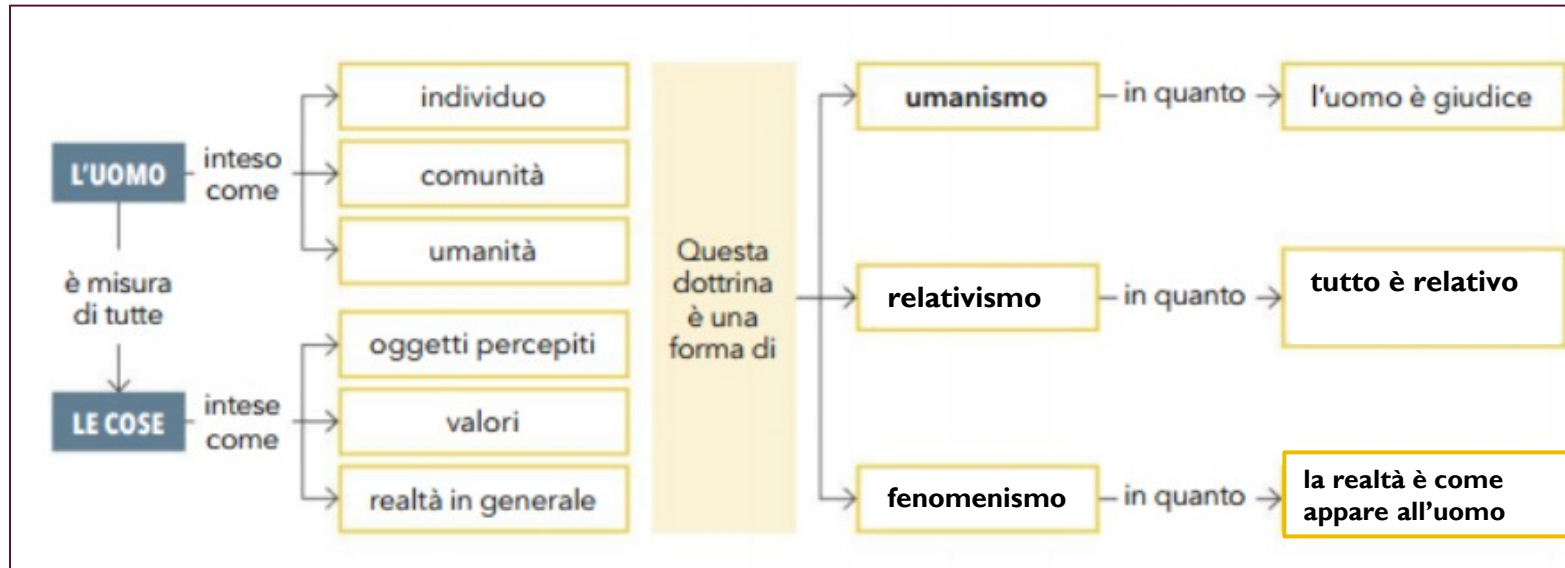 L'UOMO
inteso
come
individuo
comunità
umanità
è misura
di tutte
LE COSE
intese
come
oggetti percepiti
valori
realtà in generale
Questa
dottrina
è una
forma di
umanismo
in quanto
l'uomo è giudice
relativismo
in quanto
tutto è relativo
fenomenismo
in quanto
la realtà è come
appare all’uomo